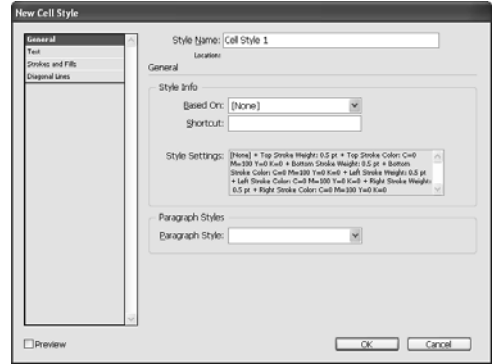 New Cell Style
General
Text
Strokes and Fills
Diagonal Lines
Style Name: Cell Style 1
Location:
General
Style Info
Based On: [None]
Shortcut:
Style Settings: [None] + Top Stroke Weight: 0.5 pt + Top Stroke Color: C=0
M=100 Y=0 K=0 + Bottom Stroke Weight: 0.5 pt + Bottom
Stroke Color: C=0 M=100 Y=0 K=0 + Left Stroke Weight: 0.5 pt
+ Left Stroke Color: C=0 M=100 Y=0 K=0 + Right Stroke Weight:
0.5 pt + Right Stroke Color: C=0 M=100 Y=0 K=0
Paragraph Styles
Paragraph Style:
Preview
OK
Cancel